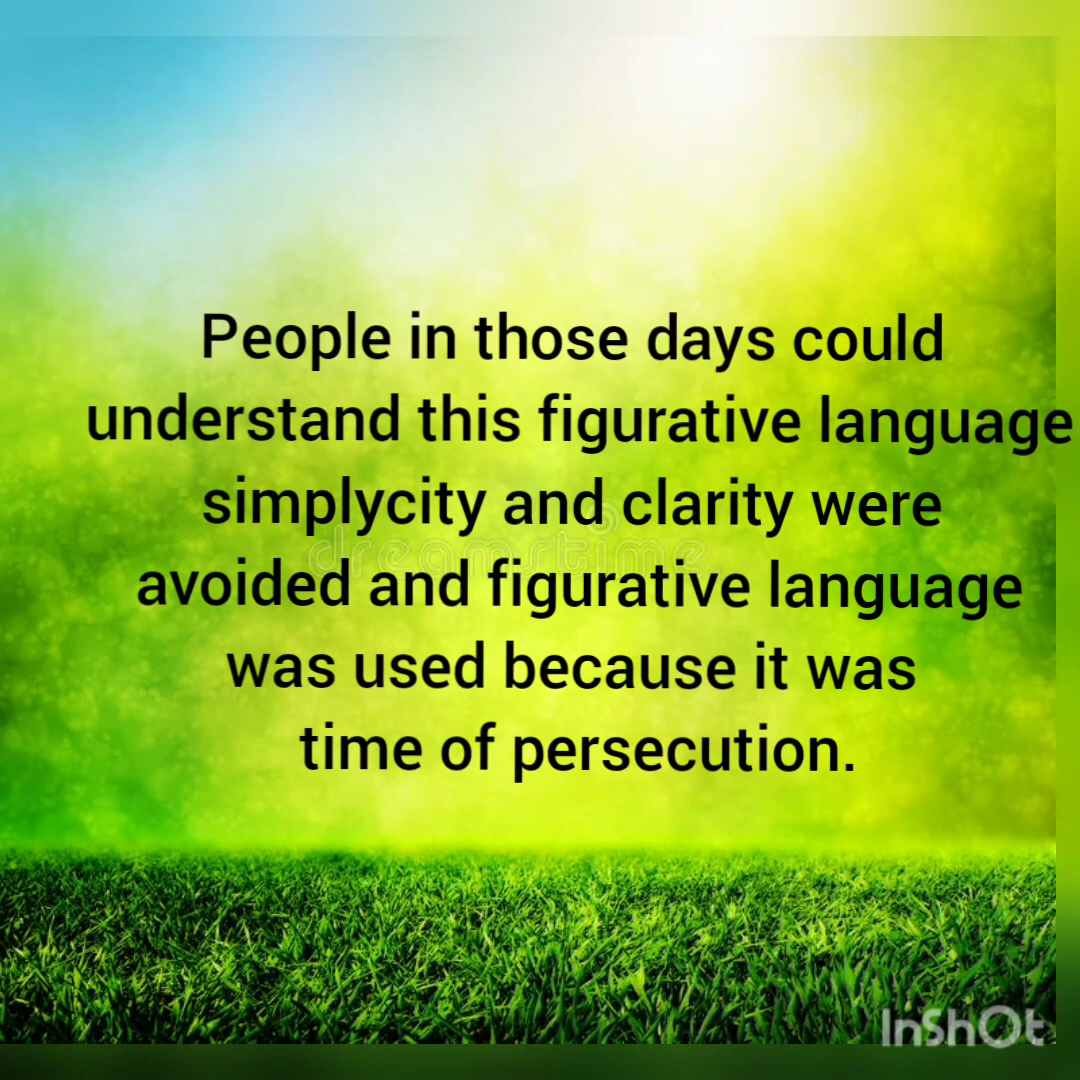 People in those days could
understand this figurative language
simplycity and clarity were
dreamstime
avoided and figurative language
was used because it was
time of persecution.
InShOt